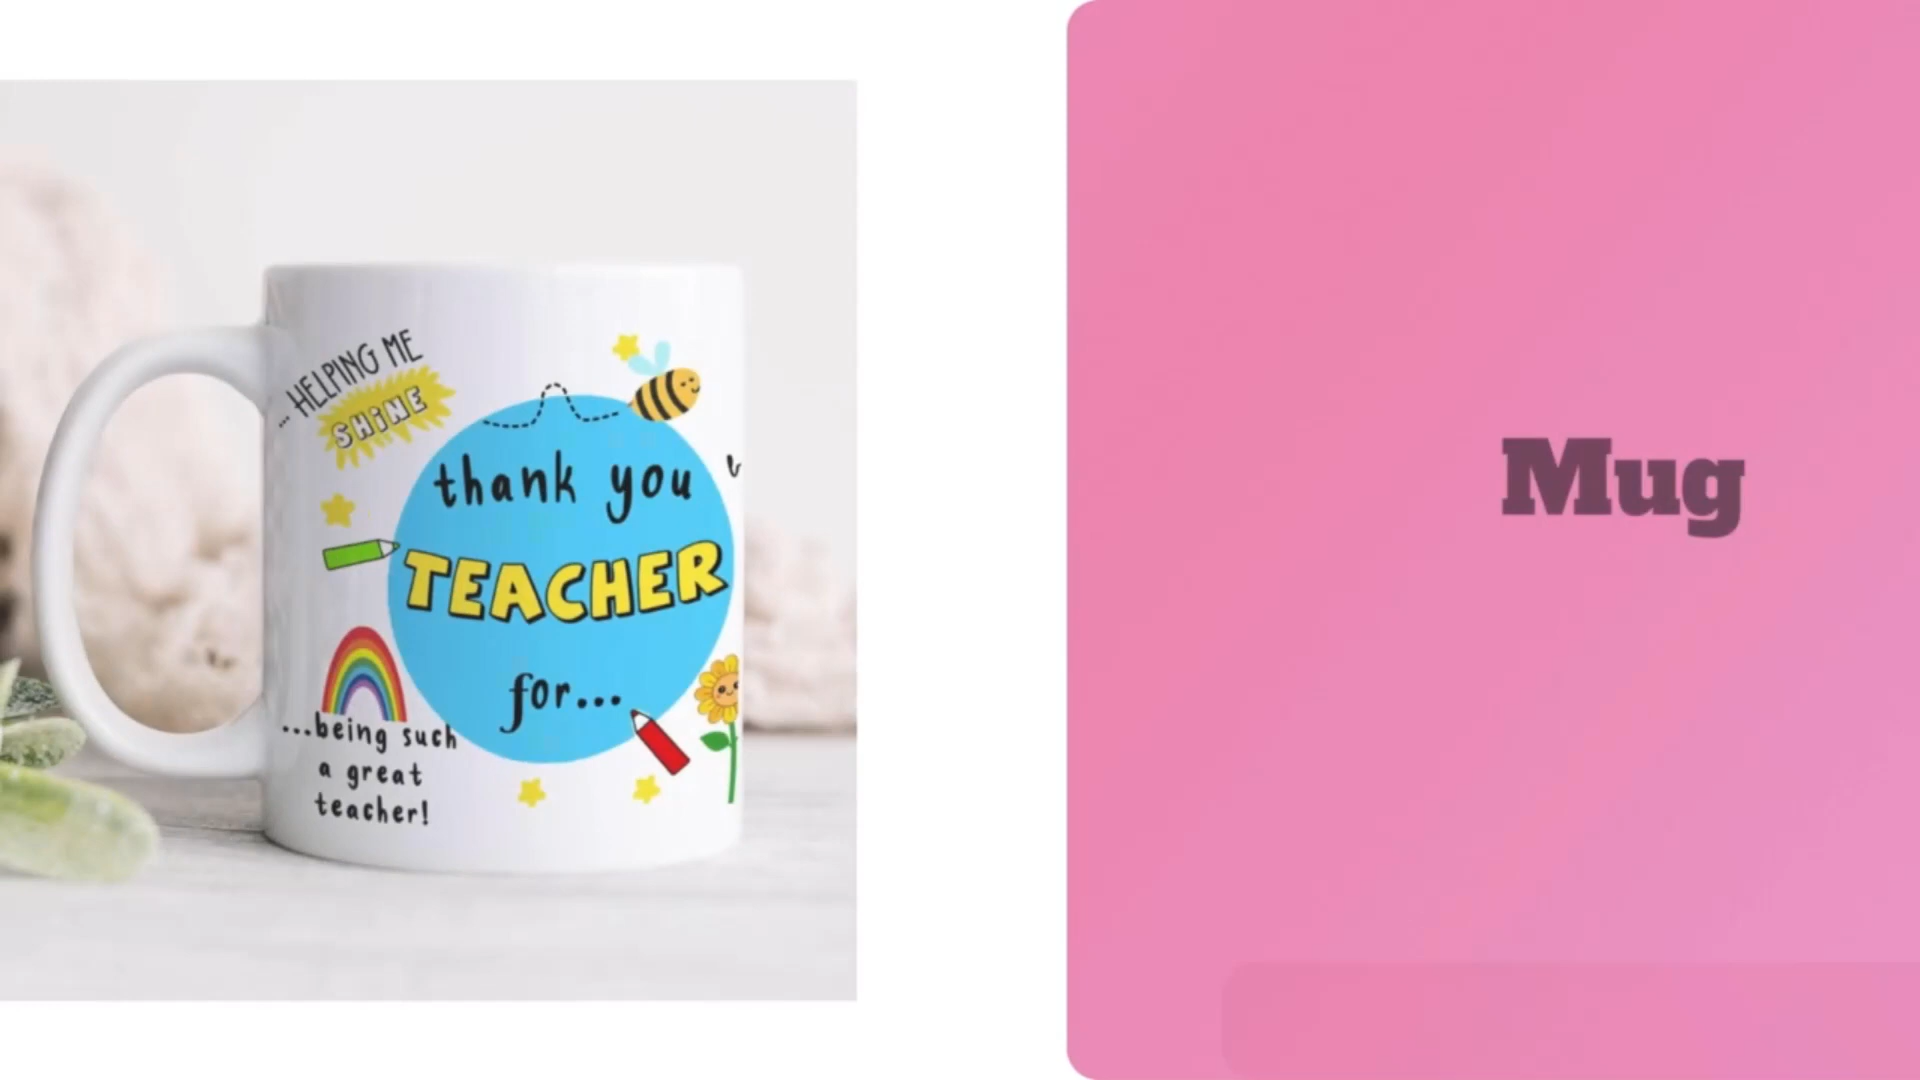 ...HELPING ME
SHiNE
thank you
TEACHER
for...
...being such
a great
teacher!
Mug